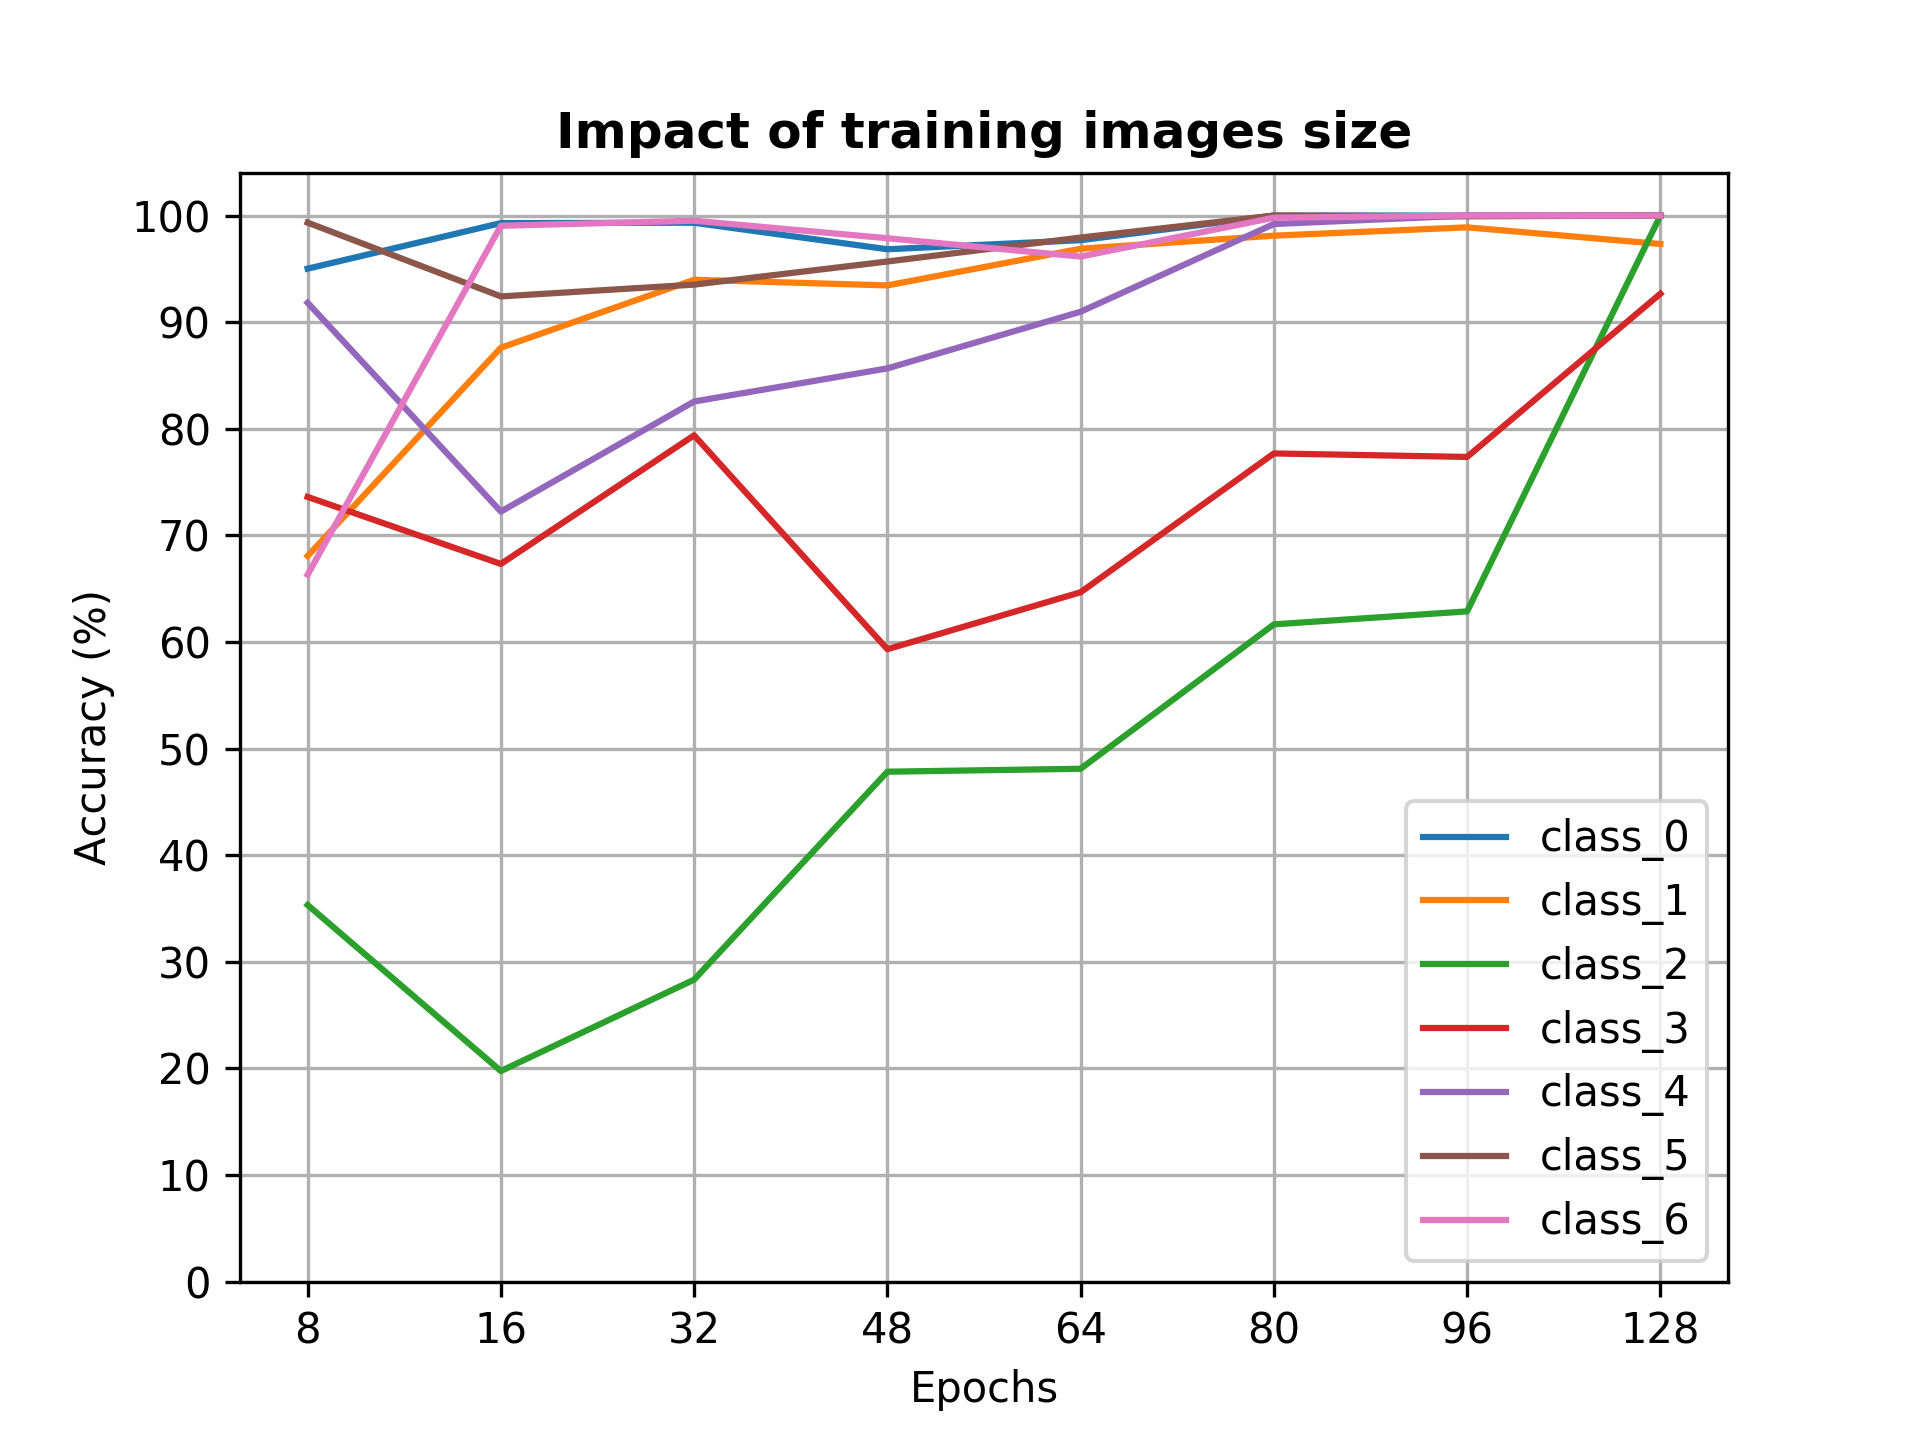 Impact of training images size
Accuracy (%)
100
90
80
70
60
50
40
30
20
10
0
8 16 32 48 64 80 96 128
Epochs
class_0
class_1
class_2
class_3
class_4
class_5
class_6